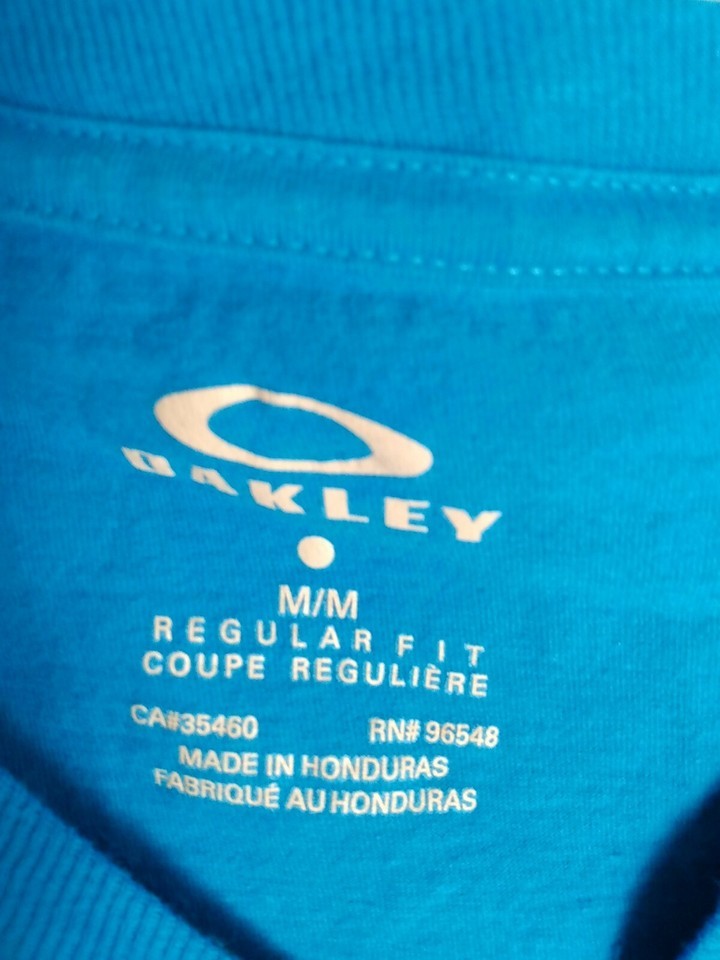 OAKLEY
M/M
REGULAR FIT
COUPE REGULIÈRE
CA#35460 RN# 96548
MADE IN HONDURAS
FABRIQUÉ AU HONDURAS